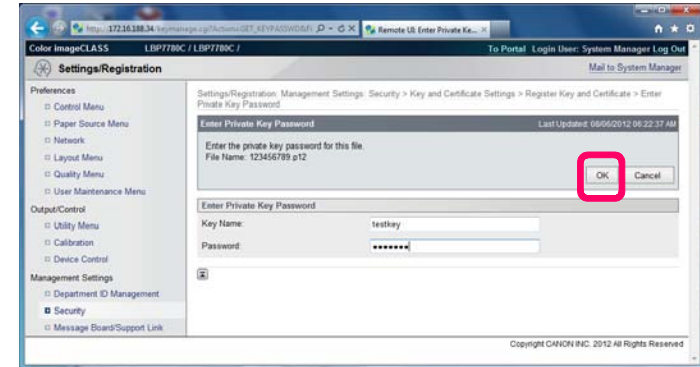 http://172.16.188.34
Remote UI: Enter Private Ke...
Color imageCLASS LBP7780C / LBP7780C /
To Portal Login User: System Manager Log Out
Settings/Registration
Mail to System Manager
Preferences
Control Menu
Paper Source Menu
Network
Layout Menu
Quality Menu
User Maintenance Menu
Output/Control
Utility Menu
Calibration
Device Control
Management Settings
Department ID Management
Security
Message Board/Support Link
Settings/Registration: Management Settings: Security > Key and Certificate Settings > Register Key and Certificate > Enter
Private Key Password
Enter Private Key Password
Last Updated: 08/06/2012 06:22:37 AM
Enter the private key password for this file.
File Name: 123456789.p12
OK Cancel
Enter Private Key Password
Key Name: testkey
Password: •••••••
Copyright CANON INC. 2012 All Rights Reserved